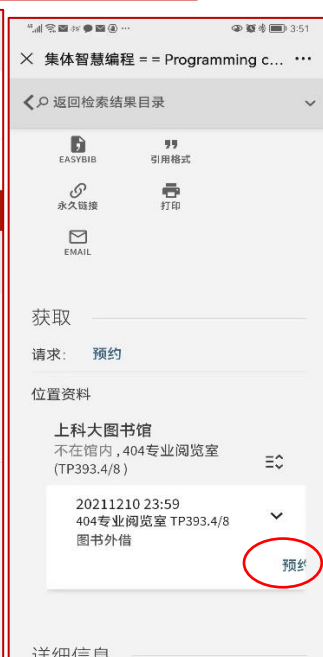 3:51
集体智慧编程 = = Programming c...
返回检索结果目录
EASYBIB
引用格式
永久链接
打印
EMAIL
获取
请求: 预约
位置资料
上科大图书馆
不在馆内 , 404专业阅览室
(TP393.4/8 )
20211210 23:59
404专业阅览室 TP393.4/8
图书外借
预约
详细信息